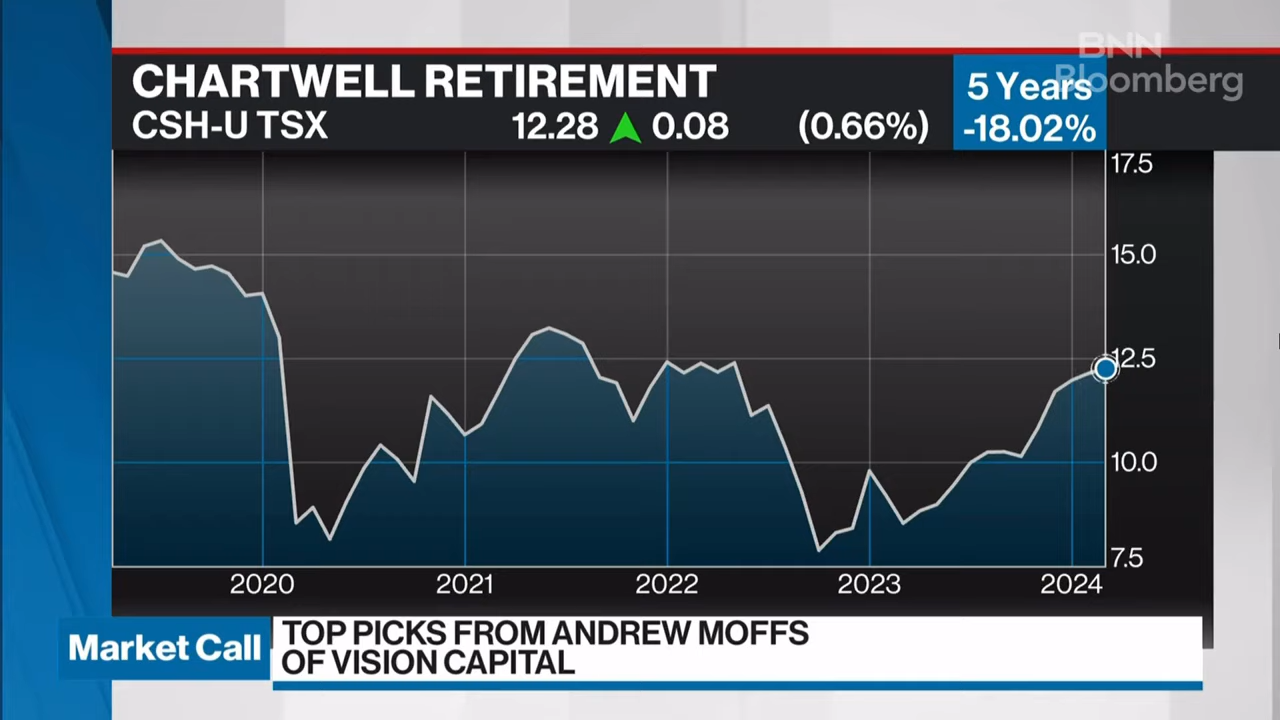 BNN
Bloomberg
CHARTWELL RETIREMENT
CSH-U TSX 12.28 0.08 (0.66%)
5 Years
-18.02%
17.5
15.0
12.5
10.0
7.5
2020 2021 2022 2023 2024
Market Call
TOP PICKS FROM ANDREW MOFFS
OF VISION CAPITAL